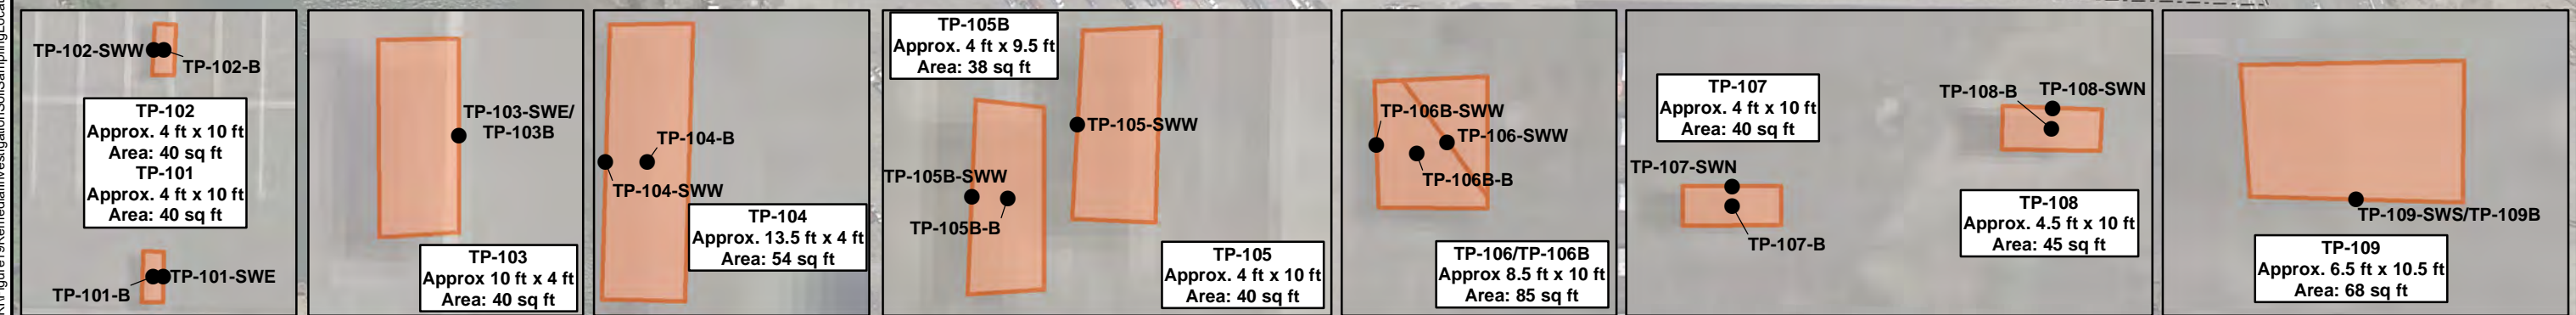 TP-102-SWW
TP-102-B
TP-102
Approx. 4 ft x 10 ft
Area: 40 sq ft
TP-101
Approx. 4 ft x 10 ft
Area: 40 sq ft
TP-101-SWE
TP-101-B
TP-103-SWE/
TP-103B
TP-103
Approx 10 ft x 4 ft
Area: 40 sq ft
TP-104-B
TP-104-SWW
TP-104
Approx. 13.5 ft x 4 ft
Area: 54 sq ft
TP-105B
Approx. 4 ft x 9.5 ft
Area: 38 sq ft
TP-105-SWW
TP-105B-SWW
TP-105B-B
TP-105
Approx. 4 ft x 10 ft
Area: 40 sq ft
TP-106B-SWW
TP-106-SWW
TP-106B-B
TP-106/TP-106B
Approx 8.5 ft x 10 ft
Area: 85 sq ft
TP-107
Approx. 4 ft x 10 ft
Area: 40 sq ft
TP-107-SWN
TP-107-B
TP-108-B
TP-108-SWN
TP-108
Approx. 4.5 ft x 10 ft
Area: 45 sq ft
TP-109-SWS/TP-109B
TP-109
Approx. 6.5 ft x 10.5 ft
Area: 68 sq ft